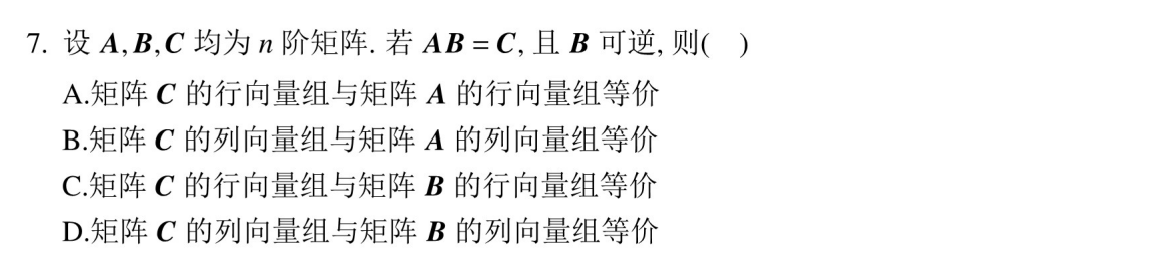 7. 设 A,B,C 均为 n 阶矩阵. 若 AB = C, 且 B 可逆, 则( )
A.矩阵 C 的行向量组与矩阵 A 的行向量组等价
B.矩阵 C 的列向量组与矩阵 A 的列向量组等价
C.矩阵 C 的行向量组与矩阵 B 的行向量组等价
D.矩阵 C 的列向量组与矩阵 B 的列向量组等价